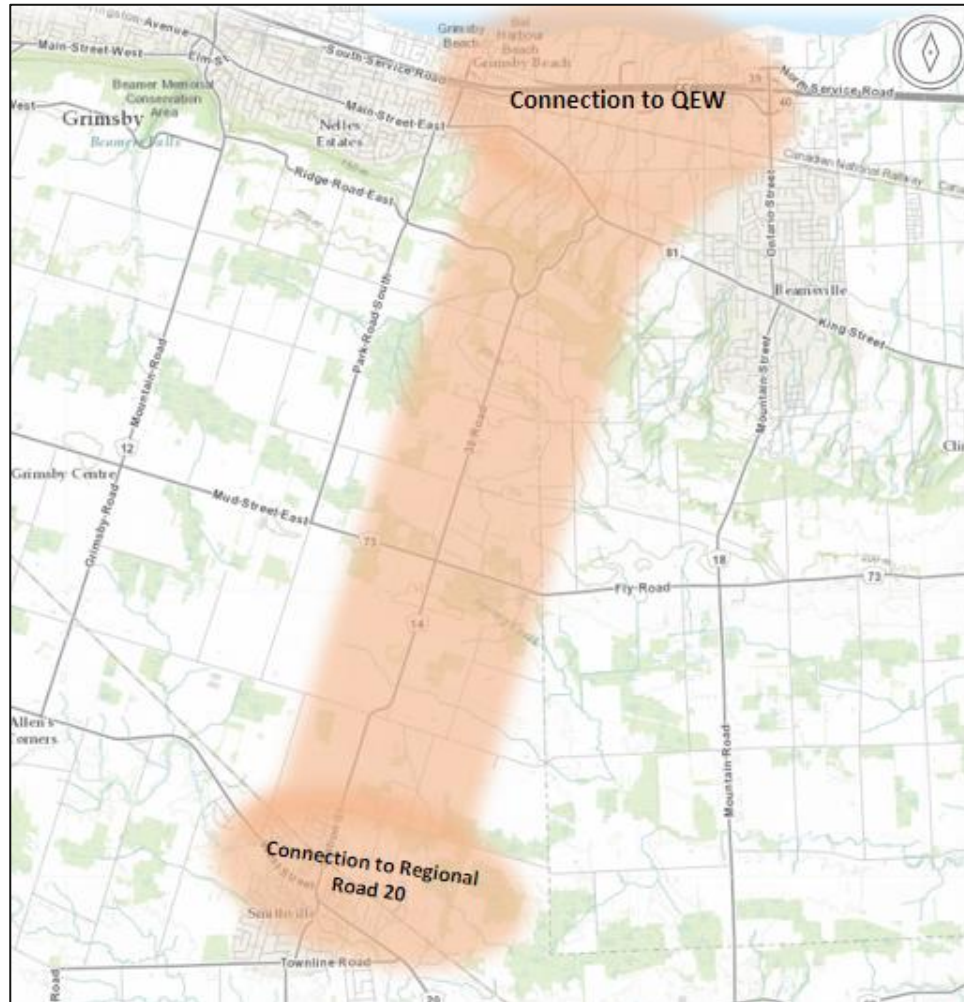 Main·Street·West
Elm·St
South·Service·Road
Grimsby
Beach
Bal
Harbour
Beach
Grimsby Beach
Beamer Memorial
Conservation
Area
Grimsby
Main·Street·East
Nelles
Estates
Connection to QEW
39
40
North·Service·Road
Canadian National Railway
Ridge·Road·East
Ontario·Street
81
Beamsville
King·Street
Park·Road·South
Mountain·Road
Mountain·Street
30·Road
12
Grimsby Centre
Mud·Street·East
Grimsby·Road
73
18
Fly·Road
73
14
Allen's
Corners
Mountain·Road
Connection to Regional
Road 20
Smithville
Townline·Road
20
Road